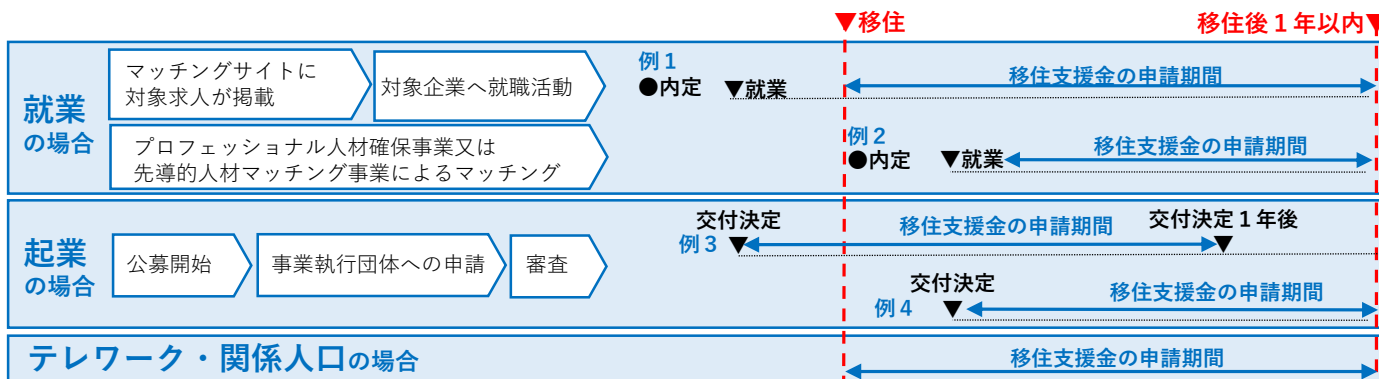 ▼移住
移住後１年以内▼
就業
の場合
マッチングサイトに
対象求人が掲載
対象企業へ就職活動
プロフェッショナル人材確保事業又は
先導的人材マッチング事業によるマッチング
例１
●内定
▼就業
移住支援金の申請期間
例２
●内定
▼就業
移住支援金の申請期間
起業
の場合
公募開始
事業執行団体への申請
審査
交付決定
例３
▼
移住支援金の申請期間
交付決定１年後
▼
交付決定
例４
▼
移住支援金の申請期間
テレワーク・関係人口の場合
移住支援金の申請期間